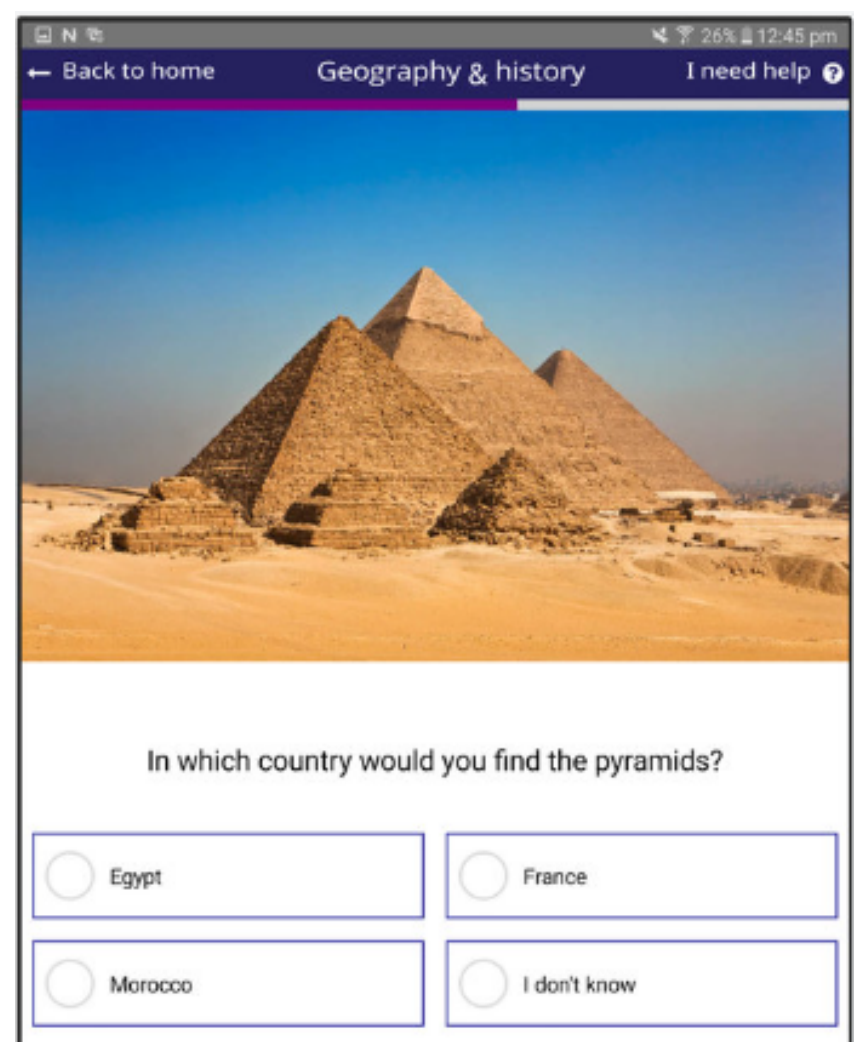 N 26% 12:45 pm
← Back to home Geography & history I need help ?
In which country would you find the pyramids?
Egypt France
Morocco I don't know